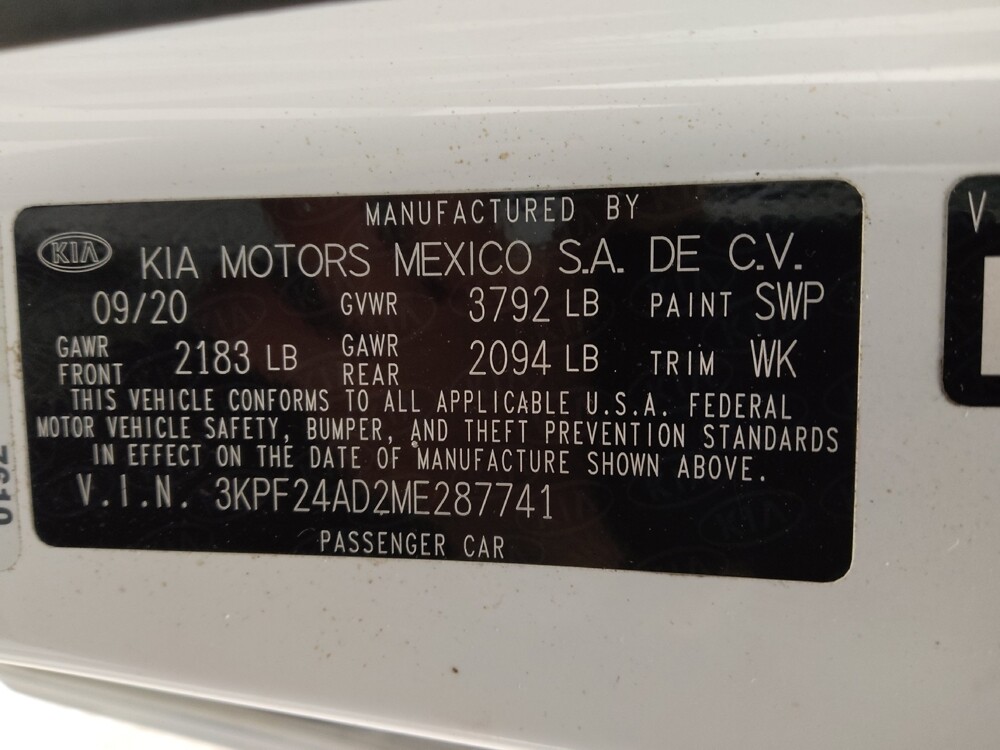 MANUFACTURED BY
KIA KIA MOTORS MEXICO S.A. DE C.V.
09/20 GVWR 3792 LB PAINT SWP
GAWR FRONT 2183 LB GAWR REAR 2094 LB TRIM WK
THIS VEHICLE CONFORMS TO ALL APPLICABLE U.S.A. FEDERAL
MOTOR VEHICLE SAFETY, BUMPER, AND THEFT PREVENTION STANDARDS
IN EFFECT ON THE DATE OF MANUFACTURE SHOWN ABOVE.
V.I.N. 3KPF24AD2ME287741
PASSENGER CAR
V